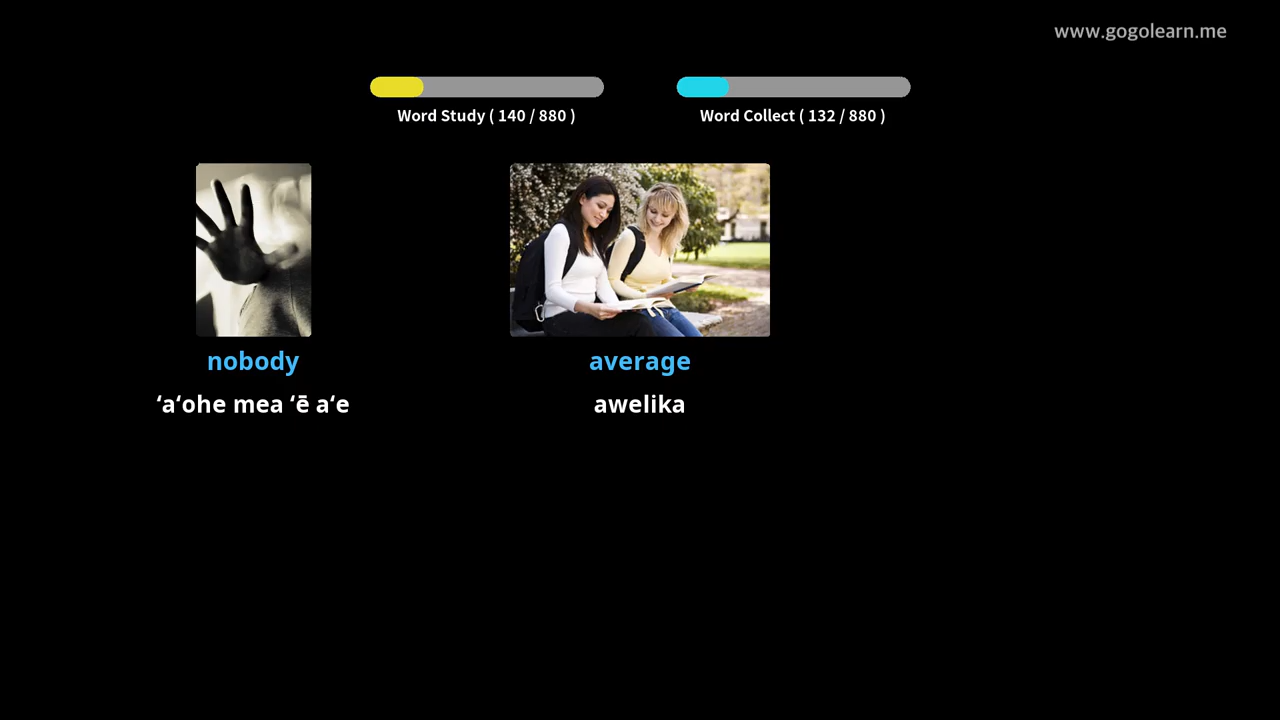 www.gogolearn.me
Word Study ( 140 / 880 )
Word Collect ( 132 / 880 )
nobody
ʻaʻohe mea ʻē aʻe
average
awelika